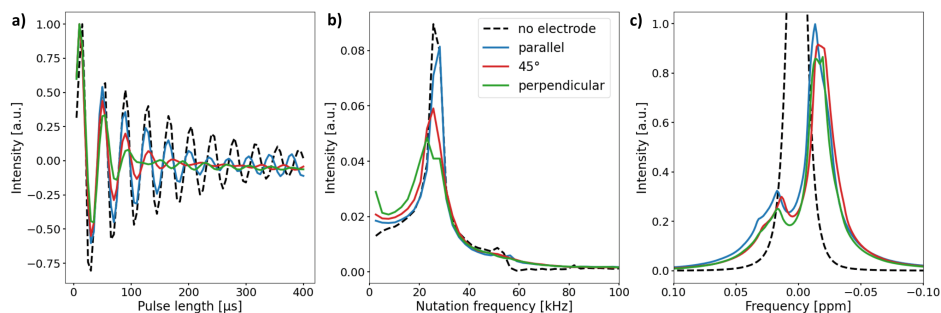 a)
Intensity [a.u.]
1.00
0.75
0.50
0.25
0.00
−0.25
−0.50
−0.75
0 100 200 300 400
Pulse length [µs]
b)
Intensity [a.u.]
0.08
0.06
0.04
0.02
0.00
no electrode
parallel
45°
perpendicular
0 20 40 60 80 100
Nutation frequency [kHz]
c)
Intensity [a.u.]
1.0
0.8
0.6
0.4
0.2
0.0
0.10 0.05 0.00 −0.05 −0.10
Frequency [ppm]